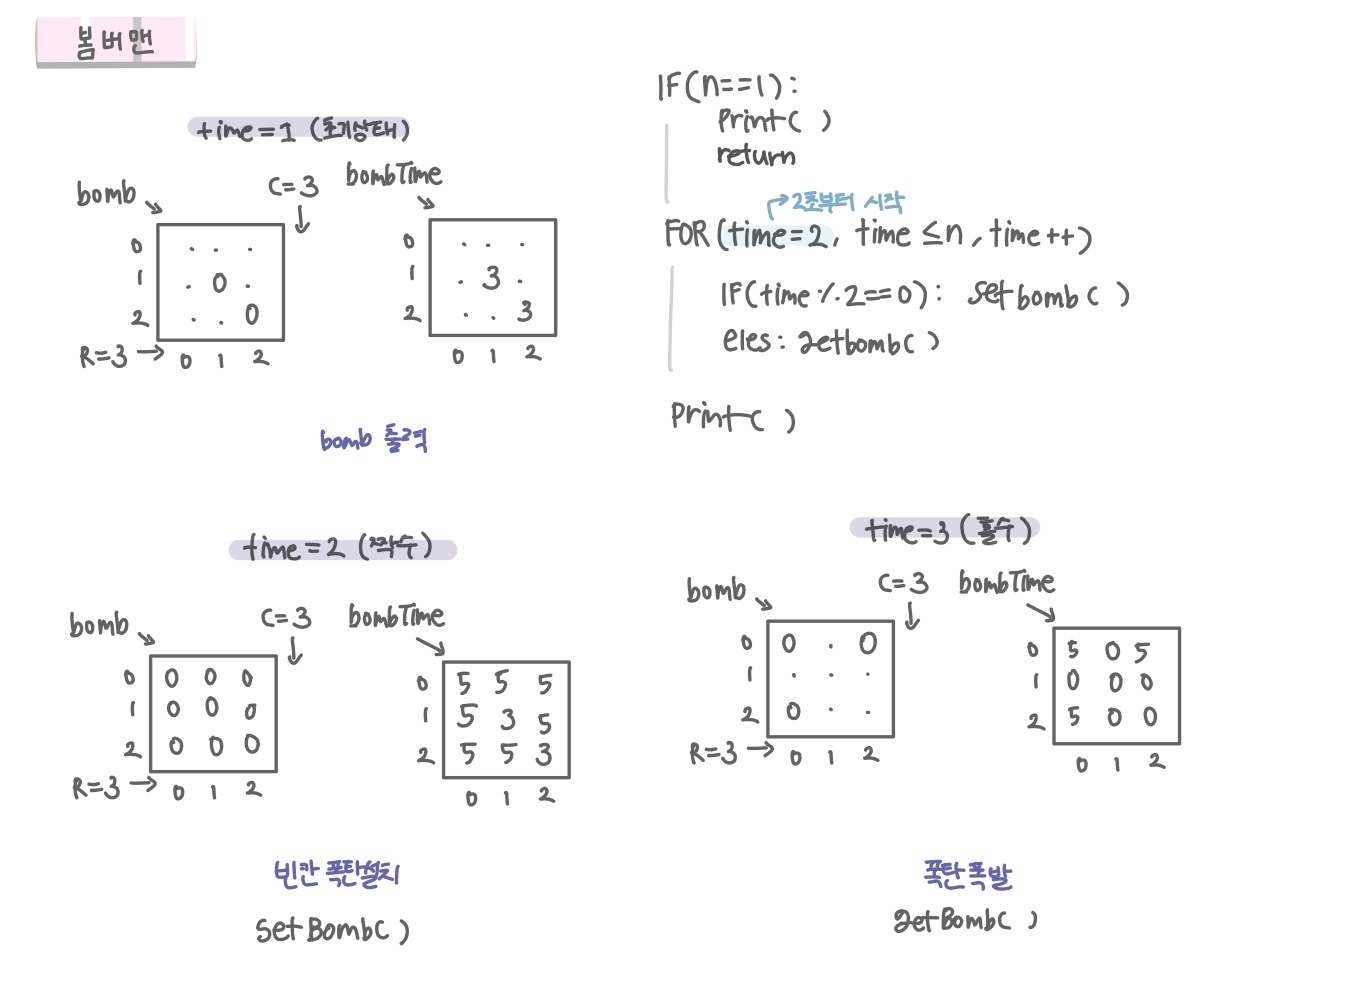 봄버맨
time=1 (초기상태)
bomb
C=3
bombTime
0 . . .
1 . 0 .
2 . . 0
R=3
0 1 2
0 . . .
1 . 3 .
2 . . 3
0 1 2
bomb 출력
IF(n==1):
Print( )
return
2초부터 시작
FOR(time=2, time ≤n, time++)
IF(time % 2==0): setbomb( )
eles: getbomb( )
Print( )
time=2 (짝수)
bomb
C=3
bombTime
0 0 0 0
1 0 0 0
2 0 0 0
R=3
0 1 2
0 5 5 5
1 5 3 5
2 5 5 3
0 1 2
빈칸 폭탄설치
SetBomb( )
time=3 (홀수)
bomb
C=3
bombTime
0 0 . 0
1 . . .
2 0 . .
R=3
0 1 2
0 5 0 5
1 0 0 0
2 5 0 0
0 1 2
폭탄폭발
getBomb( )